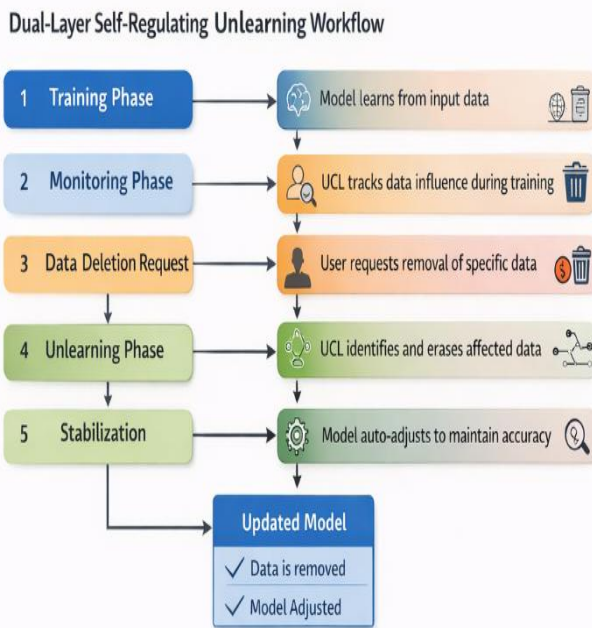 Dual-Layer Self-Regulating Unlearning Workflow
1 Training Phase
Model learns from input data
2 Monitoring Phase
UCL tracks data influence during training
3 Data Deletion Request
User requests removal of specific data
$
4 Unlearning Phase
UCL identifies and erases affected data
5 Stabilization
Model auto-adjusts to maintain accuracy
Updated Model
✓ Data is removed
✓ Model Adjusted